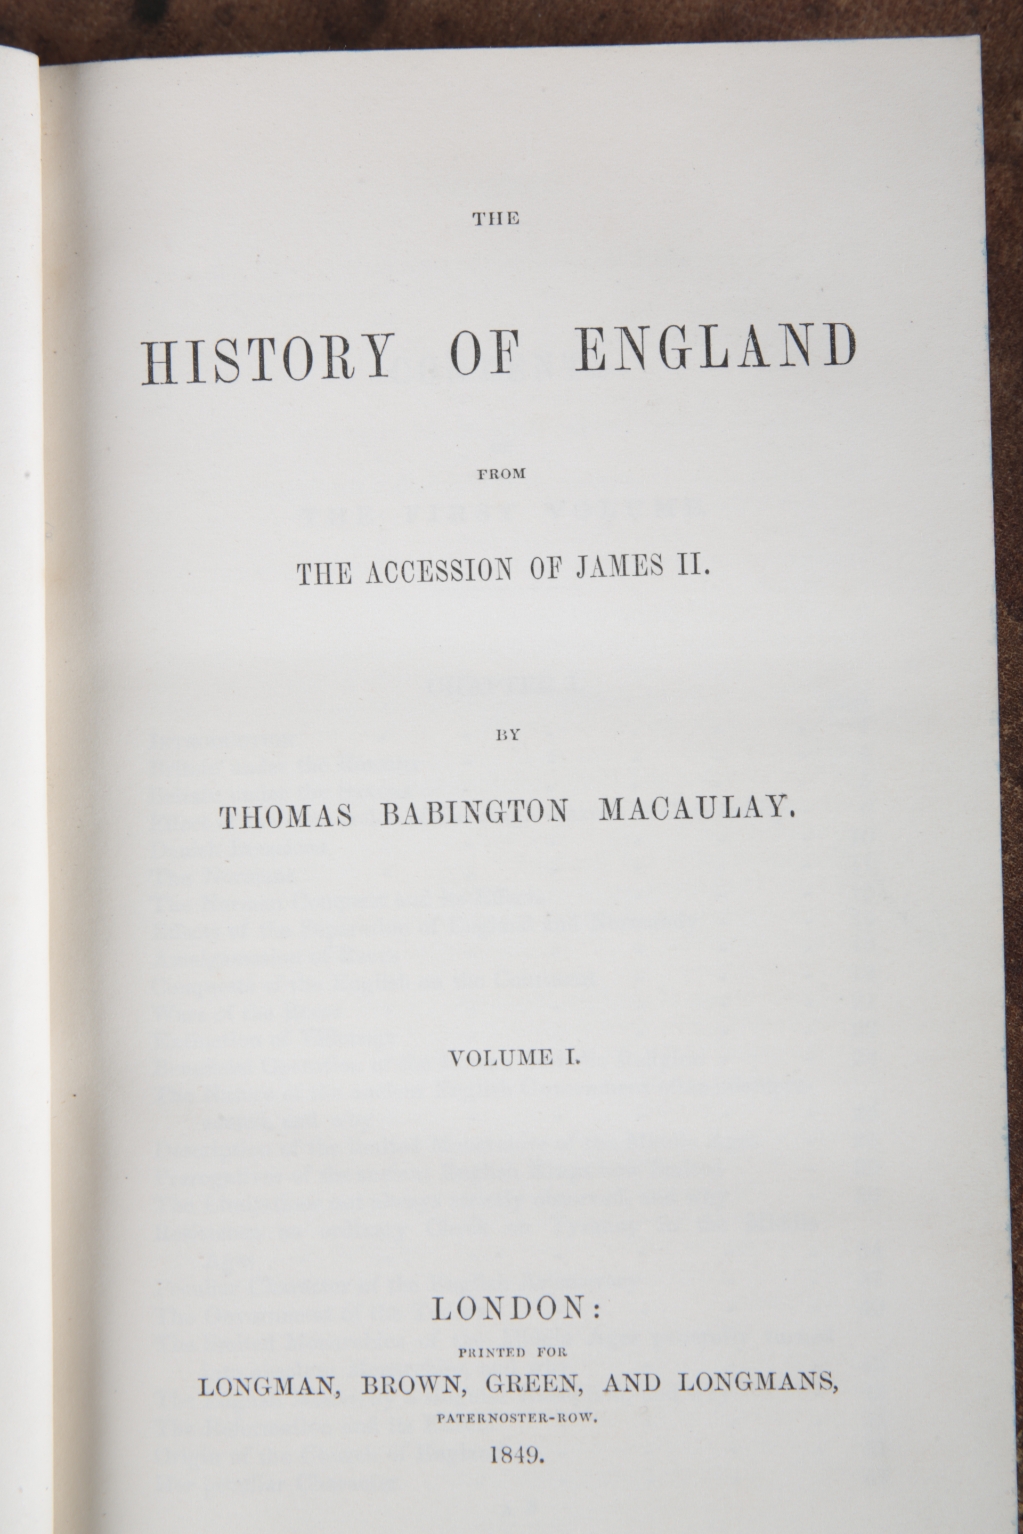 THE
HISTORY OF ENGLAND
FROM
THE ACCESSION OF JAMES II.
BY
THOMAS BABINGTON MACAULAY.
VOLUME I.
LONDON:
PRINTED FOR
LONGMAN, BROWN, GREEN, AND LONGMANS,
PATERNOSTER-ROW.
1849.